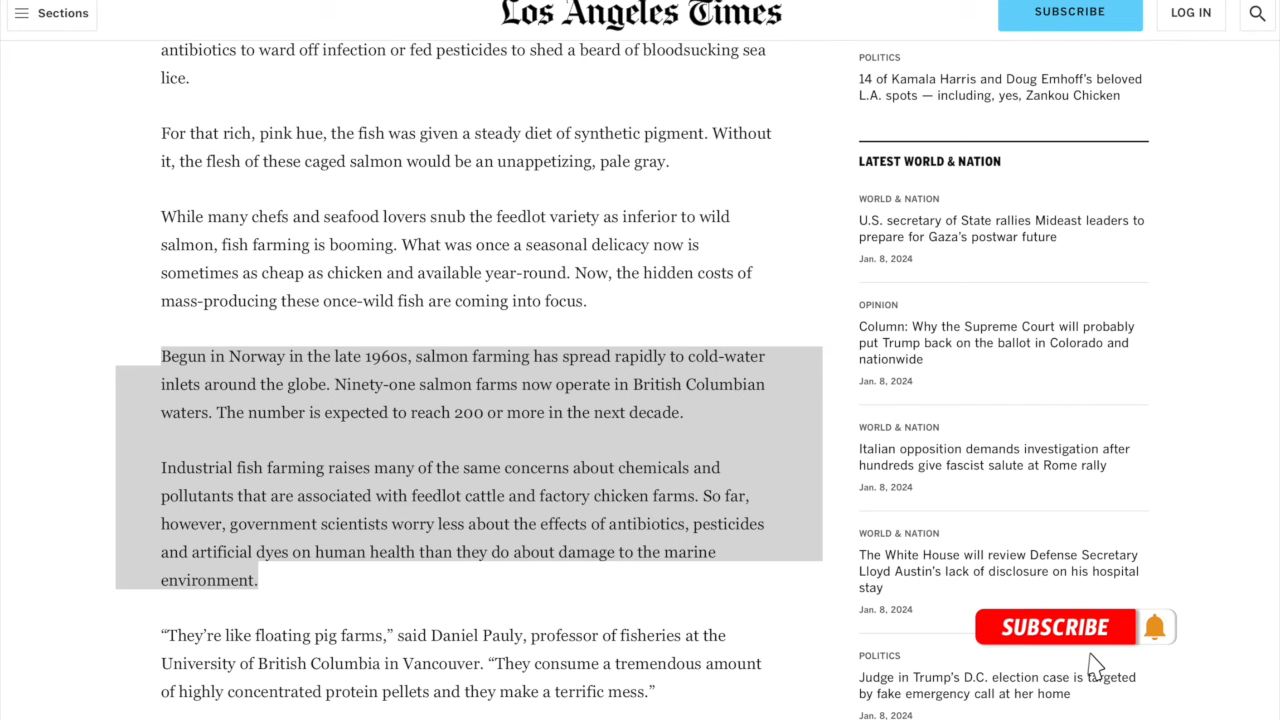 Sections
Los Angeles Times
SUBSCRIBE
LOG IN
antibiotics to ward off infection or fed pesticides to shed a beard of bloodsucking sea
lice.
For that rich, pink hue, the fish was given a steady diet of synthetic pigment. Without
it, the flesh of these caged salmon would be an unappetizing, pale gray.
While many chefs and seafood lovers snub the feedlot variety as inferior to wild
salmon, fish farming is booming. What was once a seasonal delicacy now is
sometimes as cheap as chicken and available year-round. Now, the hidden costs of
mass-producing these once-wild fish are coming into focus.
Begun in Norway in the late 1960s, salmon farming has spread rapidly to cold-water
inlets around the globe. Ninety-one salmon farms now operate in British Columbian
waters. The number is expected to reach 200 or more in the next decade.
Industrial fish farming raises many of the same concerns about chemicals and
pollutants that are associated with feedlot cattle and factory chicken farms. So far,
however, government scientists worry less about the effects of antibiotics, pesticides
and artificial dyes on human health than they do about damage to the marine
environment.
“They’re like floating pig farms,” said Daniel Pauly, professor of fisheries at the
University of British Columbia in Vancouver. “They consume a tremendous amount
of highly concentrated protein pellets and they make a terrific mess.”
POLITICS
14 of Kamala Harris and Doug Emhoff’s beloved
L.A. spots — including, yes, Zankou Chicken
LATEST WORLD & NATION
WORLD & NATION
U.S. secretary of State rallies Mideast leaders to
prepare for Gaza’s postwar future
Jan. 8, 2024
OPINION
Column: Why the Supreme Court will probably
put Trump back on the ballot in Colorado and
nationwide
Jan. 8, 2024
WORLD & NATION
Italian opposition demands investigation after
hundreds give fascist salute at Rome rally
Jan. 8, 2024
WORLD & NATION
The White House will review Defense Secretary
Lloyd Austin’s lack of disclosure on his hospital
stay
Jan. 8, 2024
SUBSCRIBE
POLITICS
Judge in Trump’s D.C. election case is targeted
by fake emergency call at her home
Jan. 8, 2024